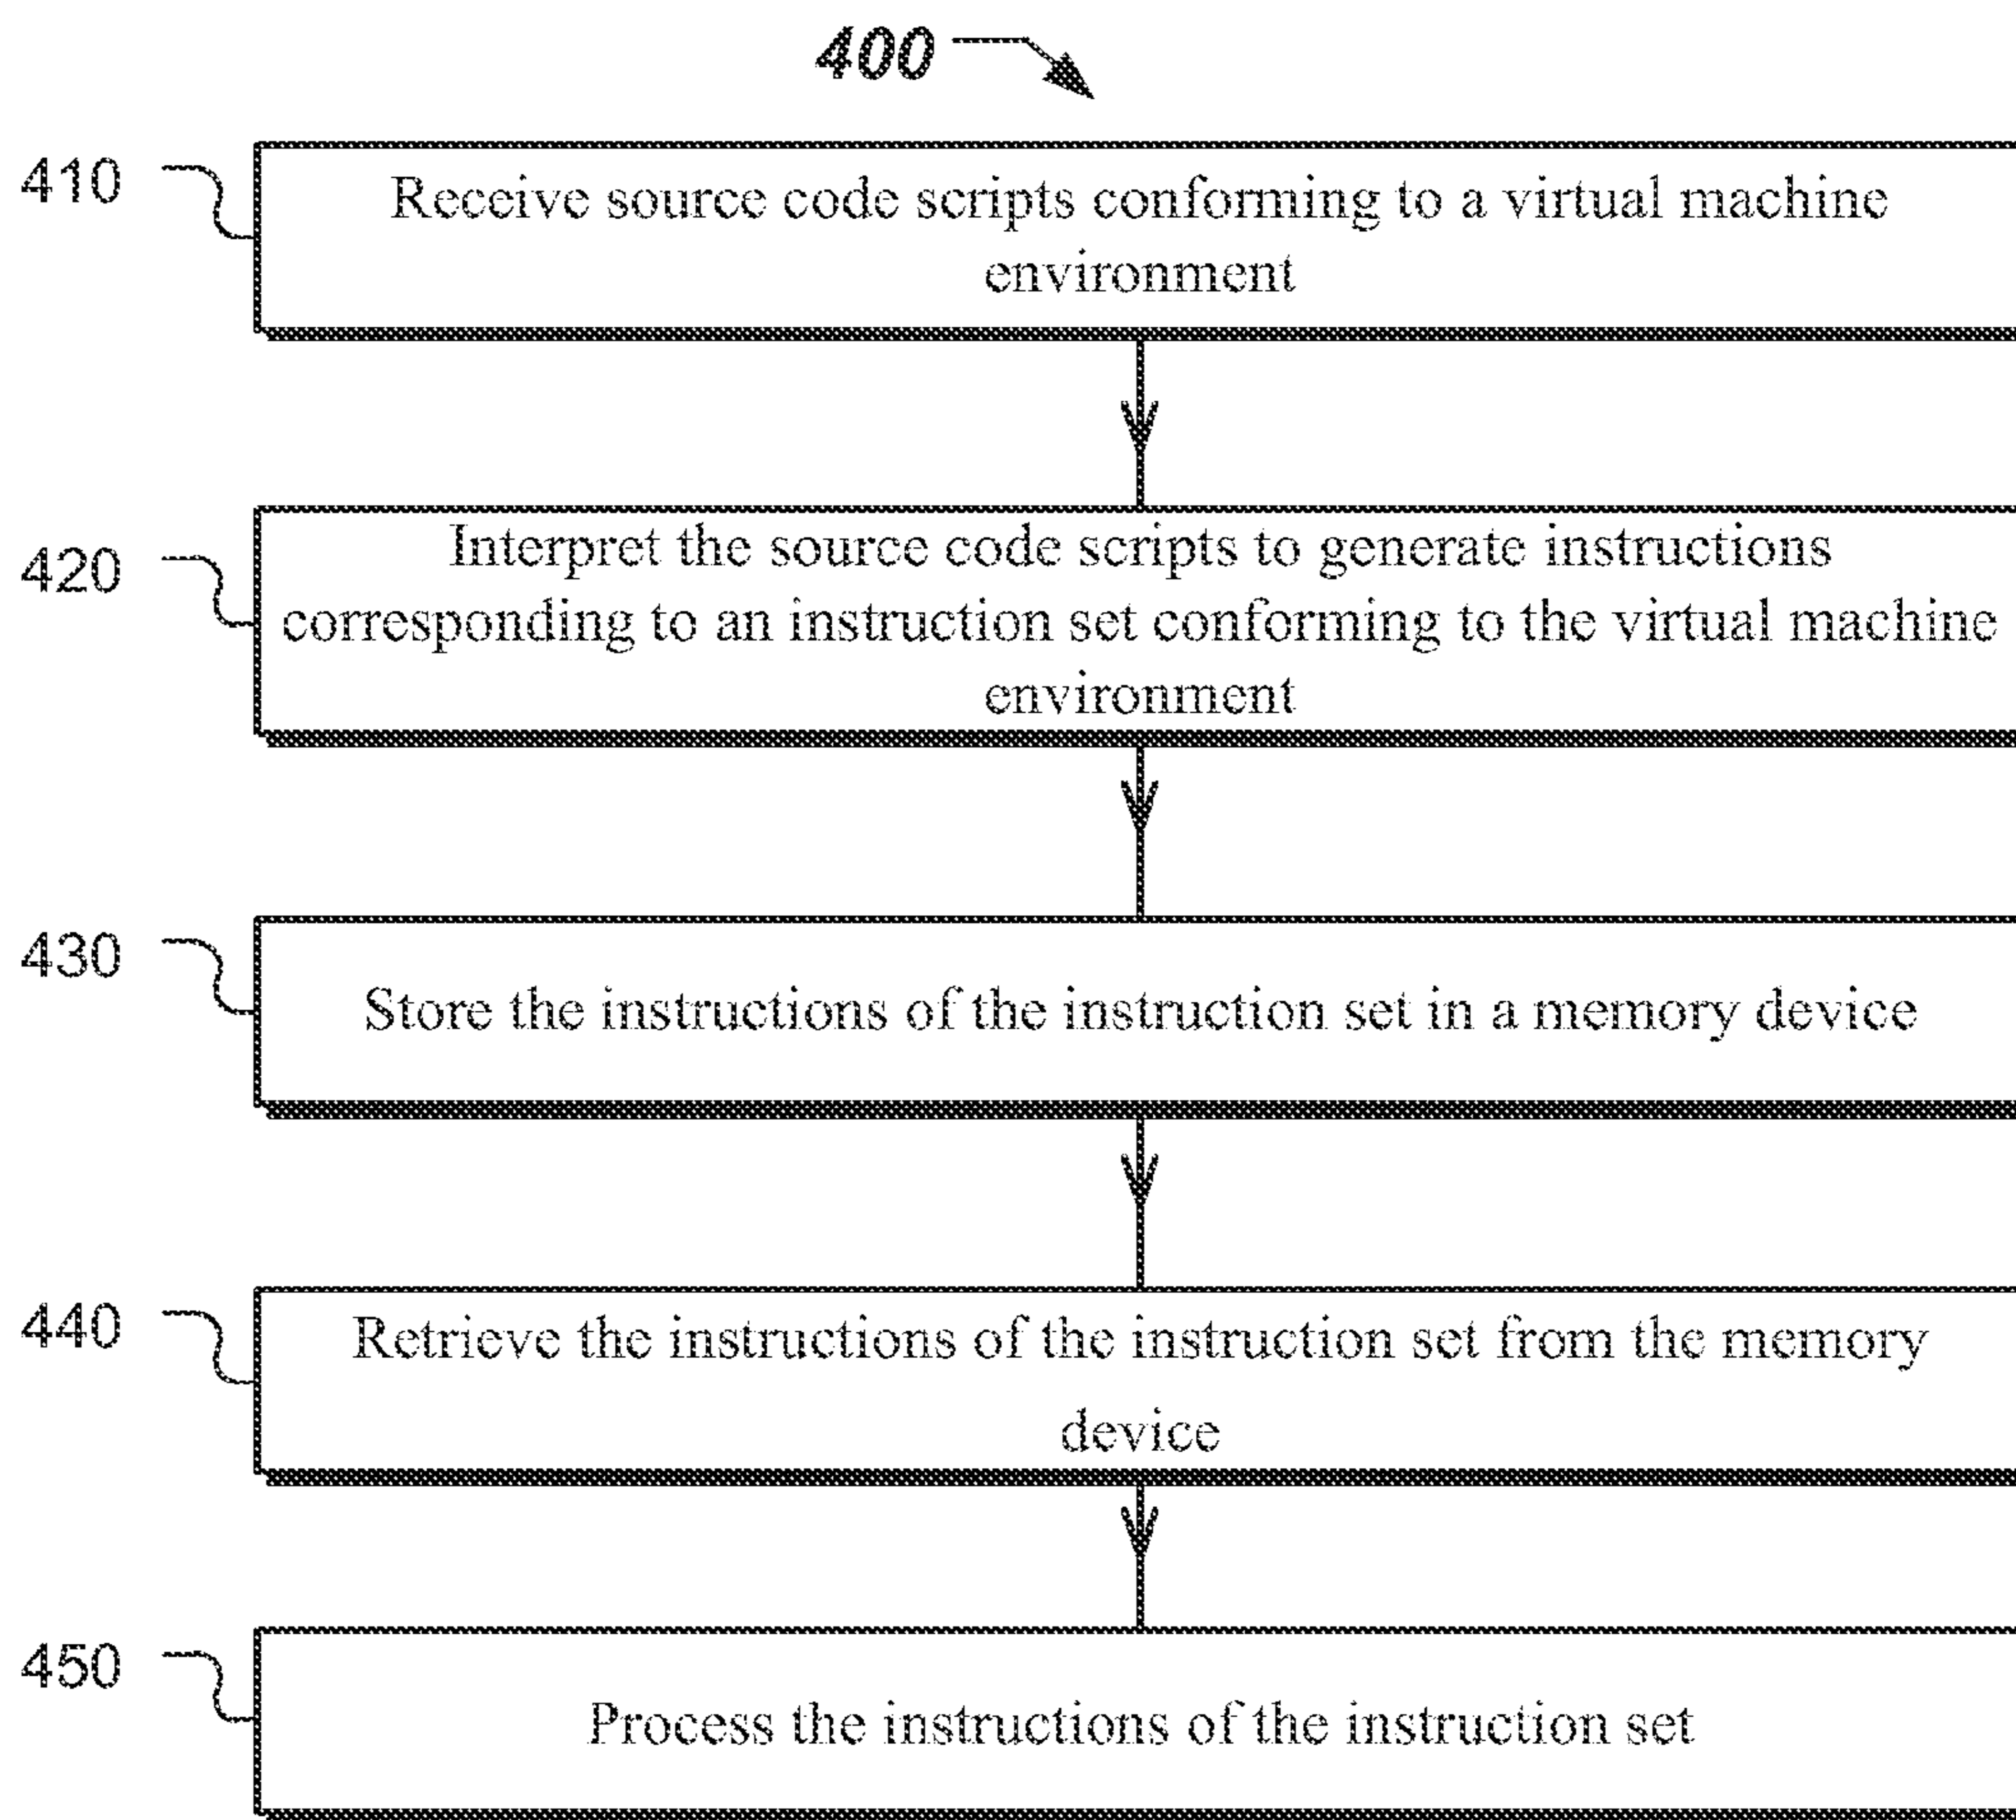 400
410
Receive source code scripts conforming to a virtual machine
environment
420
Interpret the source code scripts to generate instructions
corresponding to an instruction set conforming to the virtual machine
environment
430
Store the instructions of the instruction set in a memory device
440
Retrieve the instructions of the instruction set from the memory
device
450
Process the instructions of the instruction set